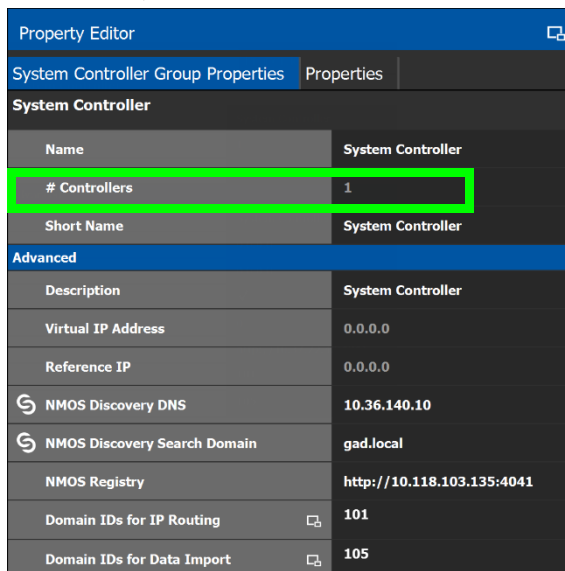 Property Editor
System Controller Group Properties Properties
System Controller
Name System Controller
# Controllers 1
Short Name System Controller
Advanced
Description System Controller
Virtual IP Address 0.0.0.0
Reference IP 0.0.0.0
NMOS Discovery DNS 10.36.140.10
NMOS Discovery Search Domain gad.local
NMOS Registry http://10.118.103.135:4041
Domain IDs for IP Routing 101
Domain IDs for Data Import 105